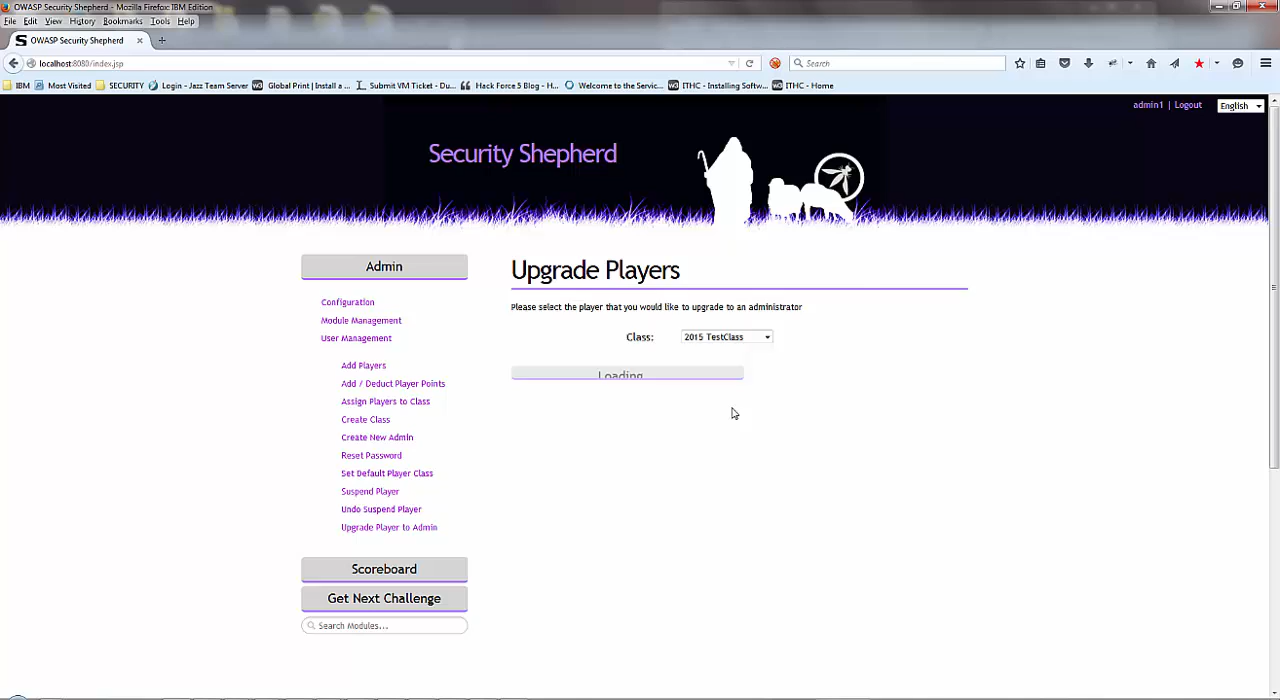 OWASP Security Shepherd - Mozilla Firefox: IBM Edition
File Edit View History Bookmarks Tools Help
OWASP Security Shepherd
localhost:8080/index.jsp
Search
IBM Most Visited SECURITY Login - Jazz Team Server Global Print | Install a ... Submit VM Ticket - Du... Hack Force 5 Blog - H... Welcome to the Servic... ITHC - Installing Softw... ITHC - Home
admin1 | Logout English
Security Shepherd
Admin
Configuration
Module Management
User Management
Add Players
Add / Deduct Player Points
Assign Players to Class
Create Class
Create New Admin
Reset Password
Set Default Player Class
Suspend Player
Undo Suspend Player
Upgrade Player to Admin
Scoreboard
Get Next Challenge
Search Modules...
Upgrade Players
Please select the player that you would like to upgrade to an administrator
Class: 2015 TestClass
Loading